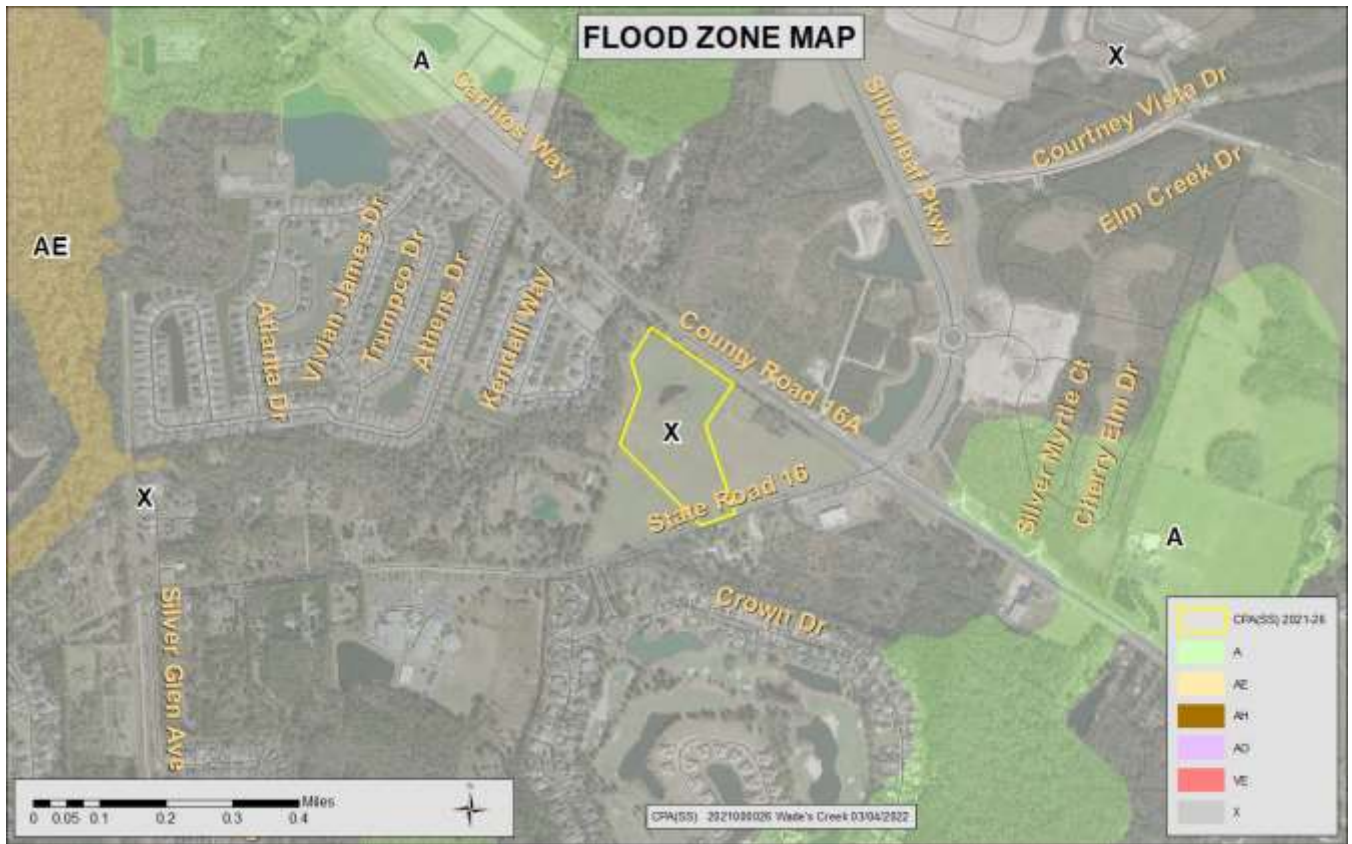 FLOOD ZONE MAP
A
X
Carlitos Way
Silverleaf Pkwy
Courtney Vista Dr
Elm Creek Dr
AE
Atlanta Dr
Vivian James Dr
Trumpco Dr
Athens Dr
Kendall Way
County Road 16A
X
State Road 16
Silver Myrtle Ct
Cherry Elm Dr
X
A
Silver Glen Ave
Crown Dr
CPA(SS) 2021-26
A
AE
AH
AO
VE
X
Miles
0 0.05 0.1 0.2 0.3 0.4
CPA(SS) 2021000026 Wade's Creek 03/04/2022